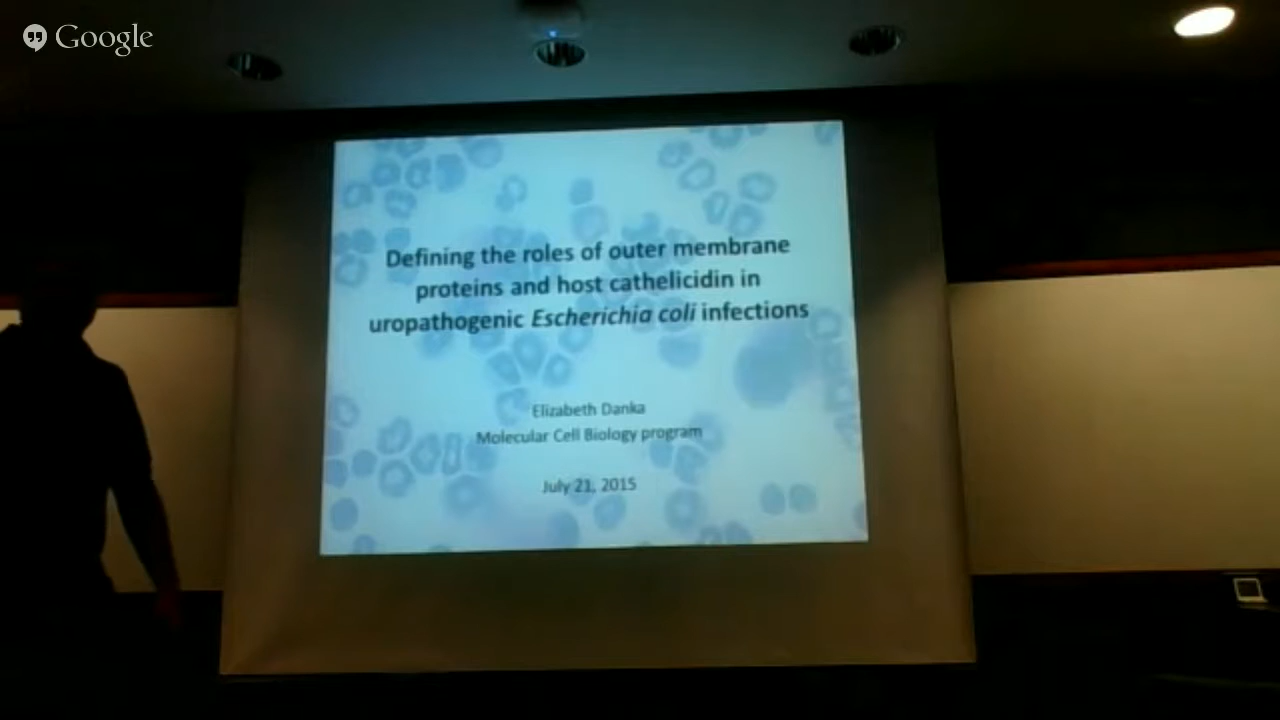 Google
Defining the roles of outer membrane
proteins and host cathelicidin in
uropathogenic Escherichia coli infections
Elizabeth Danka
Molecular Cell Biology program
July 21, 2015